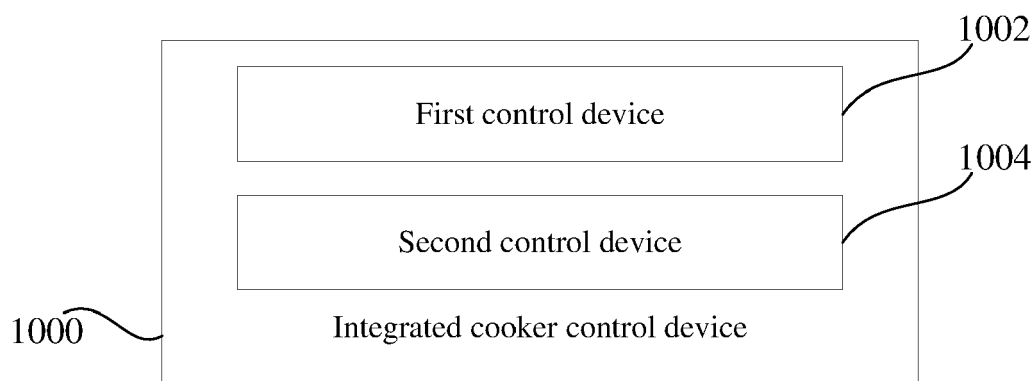 1002
First control device
1004
Second control device
1000
Integrated cooker control device